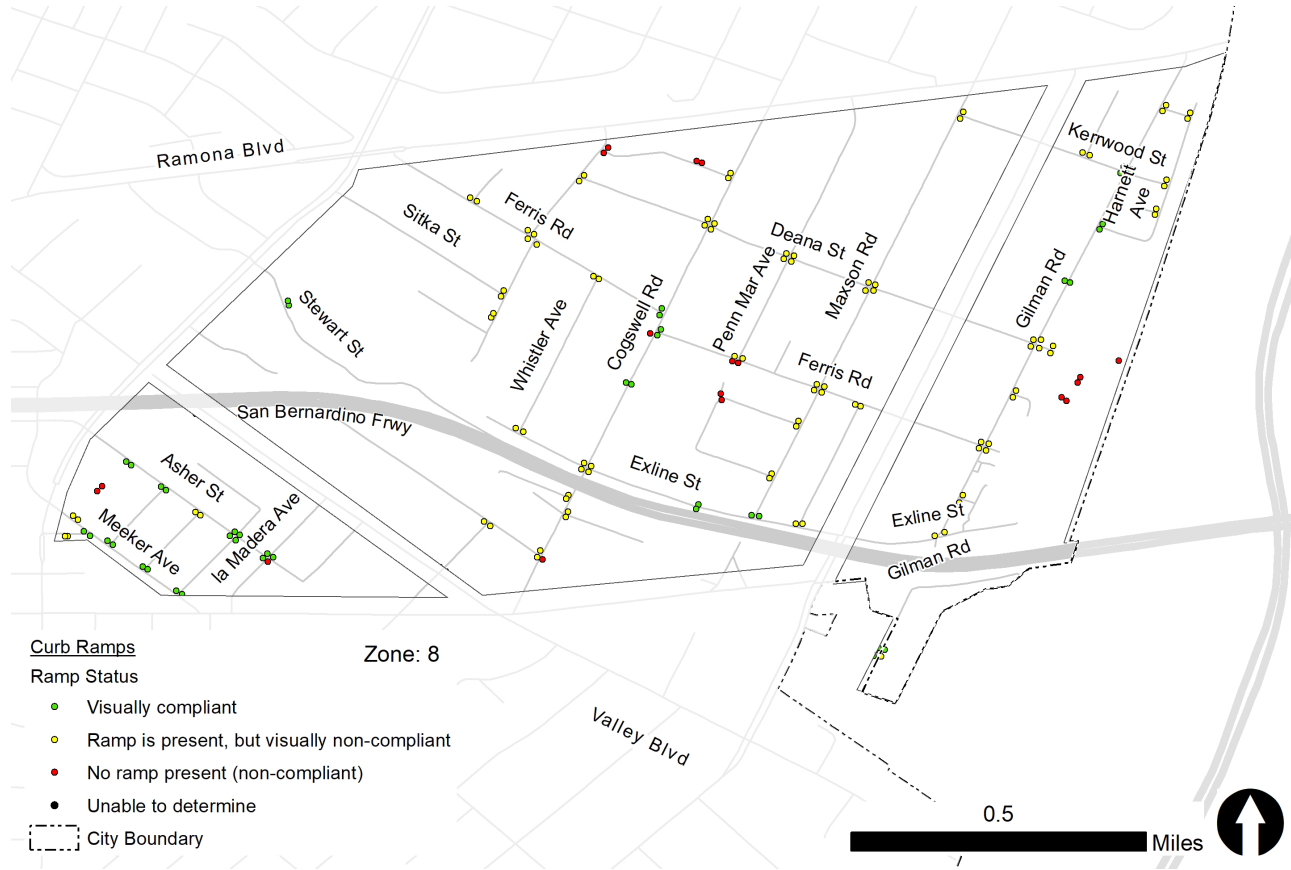 Ramona Blvd
Kernwood St
Harnett
Ave
Ferris Rd
Sitka St
Deana St
Penn Mar Ave
Maxson Rd
Gilman Rd
Stewart St
Whistler Ave
Cogswell Rd
Ferris Rd
San Bernardino Frwy
Asher St
Meeker Ave
la Madera Ave
Exline St
Exline St
Gilman Rd
Valley Blvd
Zone: 8
Curb Ramps
Ramp Status
Visually compliant
Ramp is present, but visually non-compliant
No ramp present (non-compliant)
Unable to determine
City Boundary
0.5
Miles